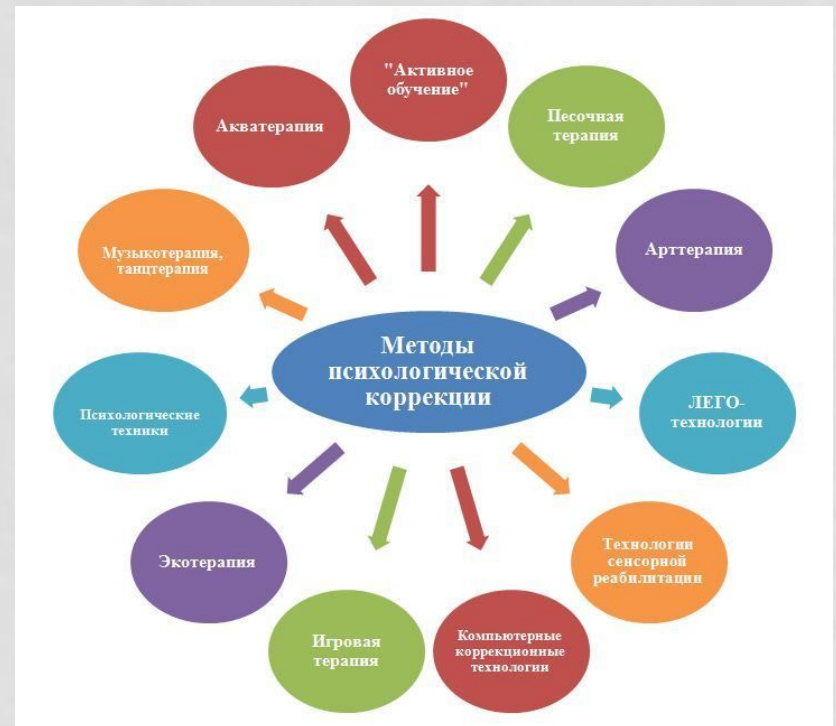 "Активное
обучение"
Песочная
терапия
Арттерапия
ЛЕГО-
технологии
Технологии
сенсорной
реабилитации
Компьютерные
коррекционные
технологии
Игровая
терапия
Экотерапия
Психологические
техники
Музыкотерапия,
танцтерапия
Акватерапия
Методы
психологической
коррекции